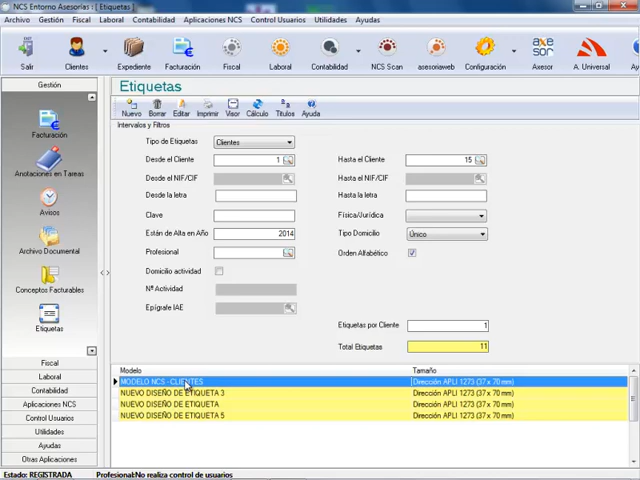 NCS Entorno Asesorías : [ Etiquetas ]
Archivo Gestión Fiscal Laboral Contabilidad Aplicaciones NCS Control Usuarios Utilidades Ayudas
Salir Clientes Expediente Facturación Fiscal Laboral Contabilidad NCS Scan asesoriaweb Configuración Axesor A. Universal
axe
sor
Gestión
Facturación
Anotaciones en Tareas
Avisos
Archivo Documental
Conceptos Facturables
Etiquetas
Fiscal
Laboral
Contabilidad
Aplicaciones NCS
Control Usuarios
Utilidades
Ayudas
Otras Aplicaciones
Etiquetas
Nuevo Borrar Editar Imprimir Visor Cálculo Títulos Ayuda
Intervalos y Filtros
Tipo de Etiquetas Clientes
Desde el Cliente 1 Hasta el Cliente 15
Desde el NIF/CIF Hasta el NIF/CIF
Desde la letra Hasta la letra
Clave Física/Jurídica
Están de Alta en Año 2014 Tipo Domicilio Único
Profesional Orden Alfabético
Domicilio actividad
Nº Actividad
Epígrafe IAE
Etiquetas por Cliente 1
Total Etiquetas 11
Modelo Tamaño
MODELO NCS - CLIENTES Dirección APLI 1273 (37 x 70 mm)
NUEVO DISEÑO DE ETIQUETA 3 Dirección APLI 1273 (37 x 70 mm)
NUEVO DISEÑO DE ETIQUETA Dirección APLI 1273 (37 x 70 mm)
NUEVO DISEÑO DE ETIQUETA 5 Dirección APLI 1273 (37 x 70 mm)
Estado: REGISTRADA Profesional:No realiza control de usuarios